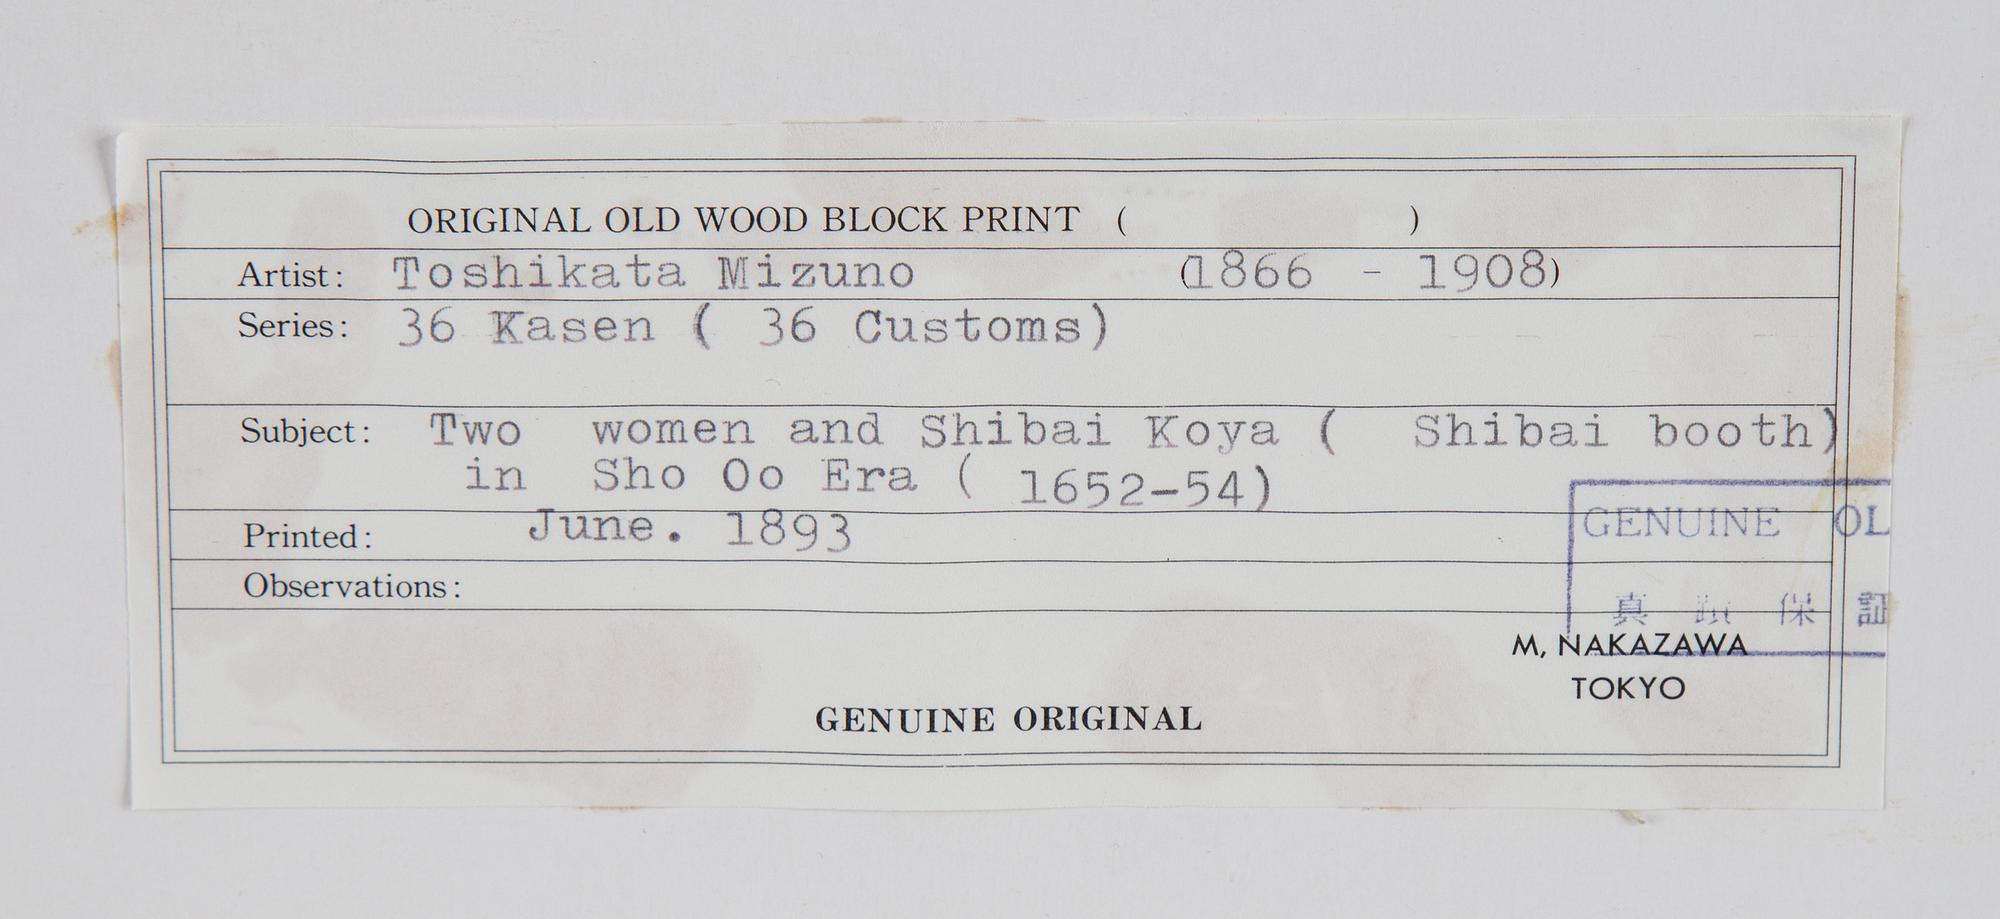 ORIGINAL OLD WOOD BLOCK PRINT ( )
Artist: Toshikata Mizuno (1866 - 1908)
Series: 36 Kasen ( 36 Customs)
Subject: Two women and Shibai Koya ( Shibai booth)
in Sho Oo Era ( 1652-54)
Printed: June. 1893
GENUINE OL
Observations:
真 蹟 保 証
M, NAKAZAWA
TOKYO
GENUINE ORIGINAL